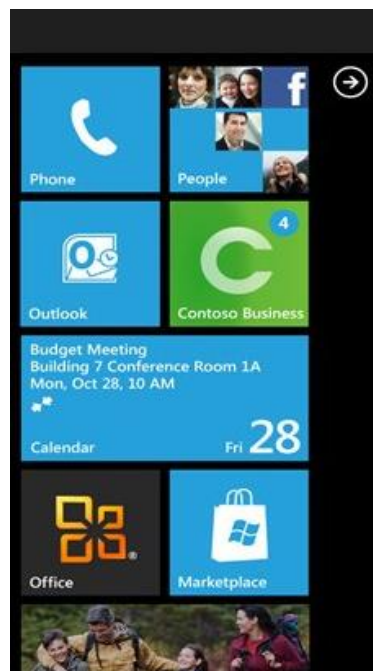 Phone
f
People
O
Outlook
4
C
Contoso Business
Budget Meeting
Building 7 Conference Room 1A
Mon, Oct 28, 10 AM
Calendar
Fri 28
Office
Marketplace